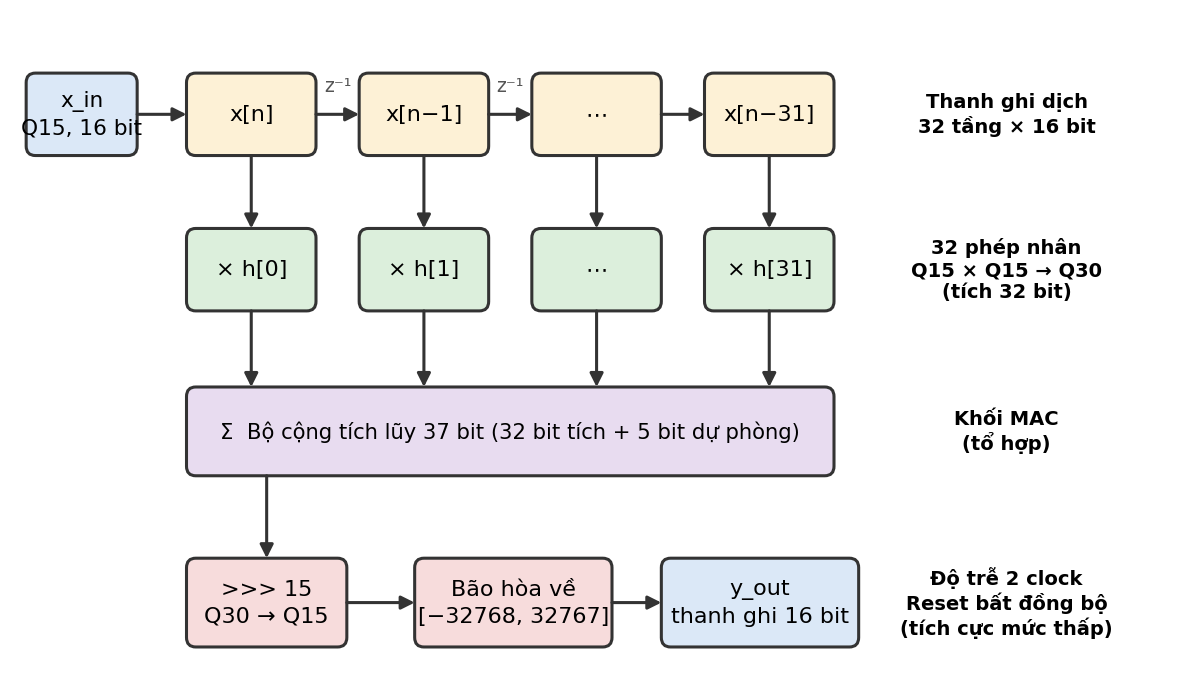 x_in
Q15, 16 bit
x[n]
z⁻¹
x[n−1]
z⁻¹
⋯
x[n−31]
Thanh ghi dịch
32 tầng × 16 bit
× h[0]
× h[1]
⋯
× h[31]
32 phép nhân
Q15 × Q15 → Q30
(tích 32 bit)
Σ  Bộ cộng tích lũy 37 bit (32 bit tích + 5 bit dự phòng)
Khối MAC
(tổ hợp)
>>> 15
Q30 → Q15
Bão hòa về
[−32768, 32767]
y_out
thanh ghi 16 bit
Độ trễ 2 clock
Reset bất đồng bộ
(tích cực mức thấp)